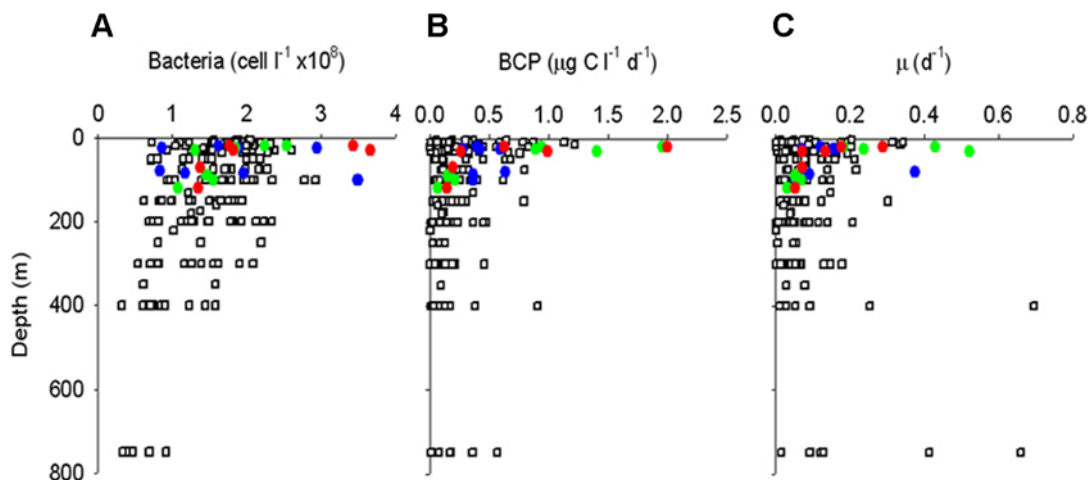 A B C
Bacteria (cell l⁻¹ x10⁸) BCP (µg C l⁻¹ d⁻¹) µ (d⁻¹)
0 1 2 3 4 0.0 0.5 1.0 1.5 2.0 2.5 0.0 0.2 0.4 0.6 0.8
0
200
400
600
800
Depth (m)